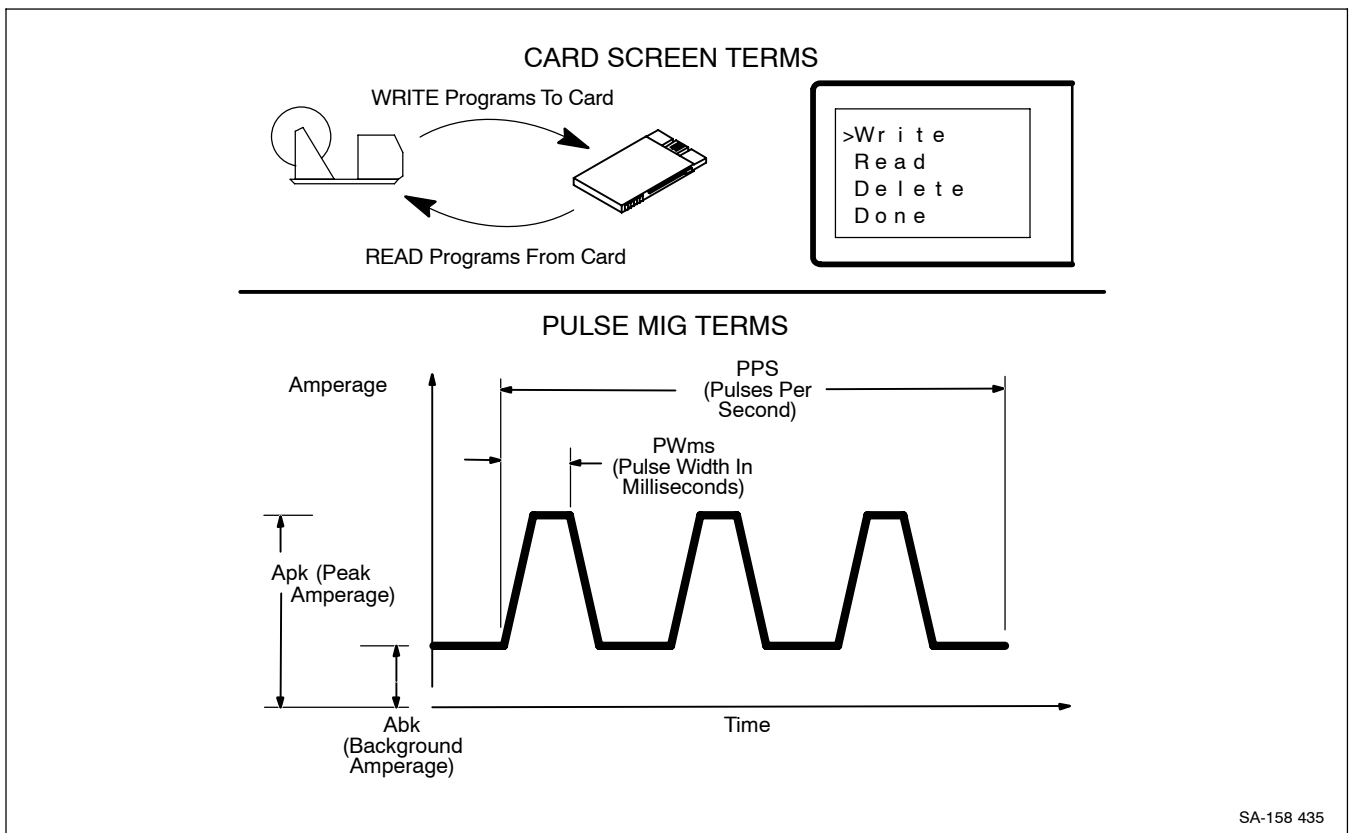 CARD SCREEN TERMS
WRITE Programs To Card
READ Programs From Card
>Write
Read
Delete
Done
PULSE MIG TERMS
Amperage
PPS
(Pulses Per
Second)
PWms
(Pulse Width In
Milliseconds)
Apk (Peak
Amperage)
Abk
(Background
Amperage)
Time
SA-158 435